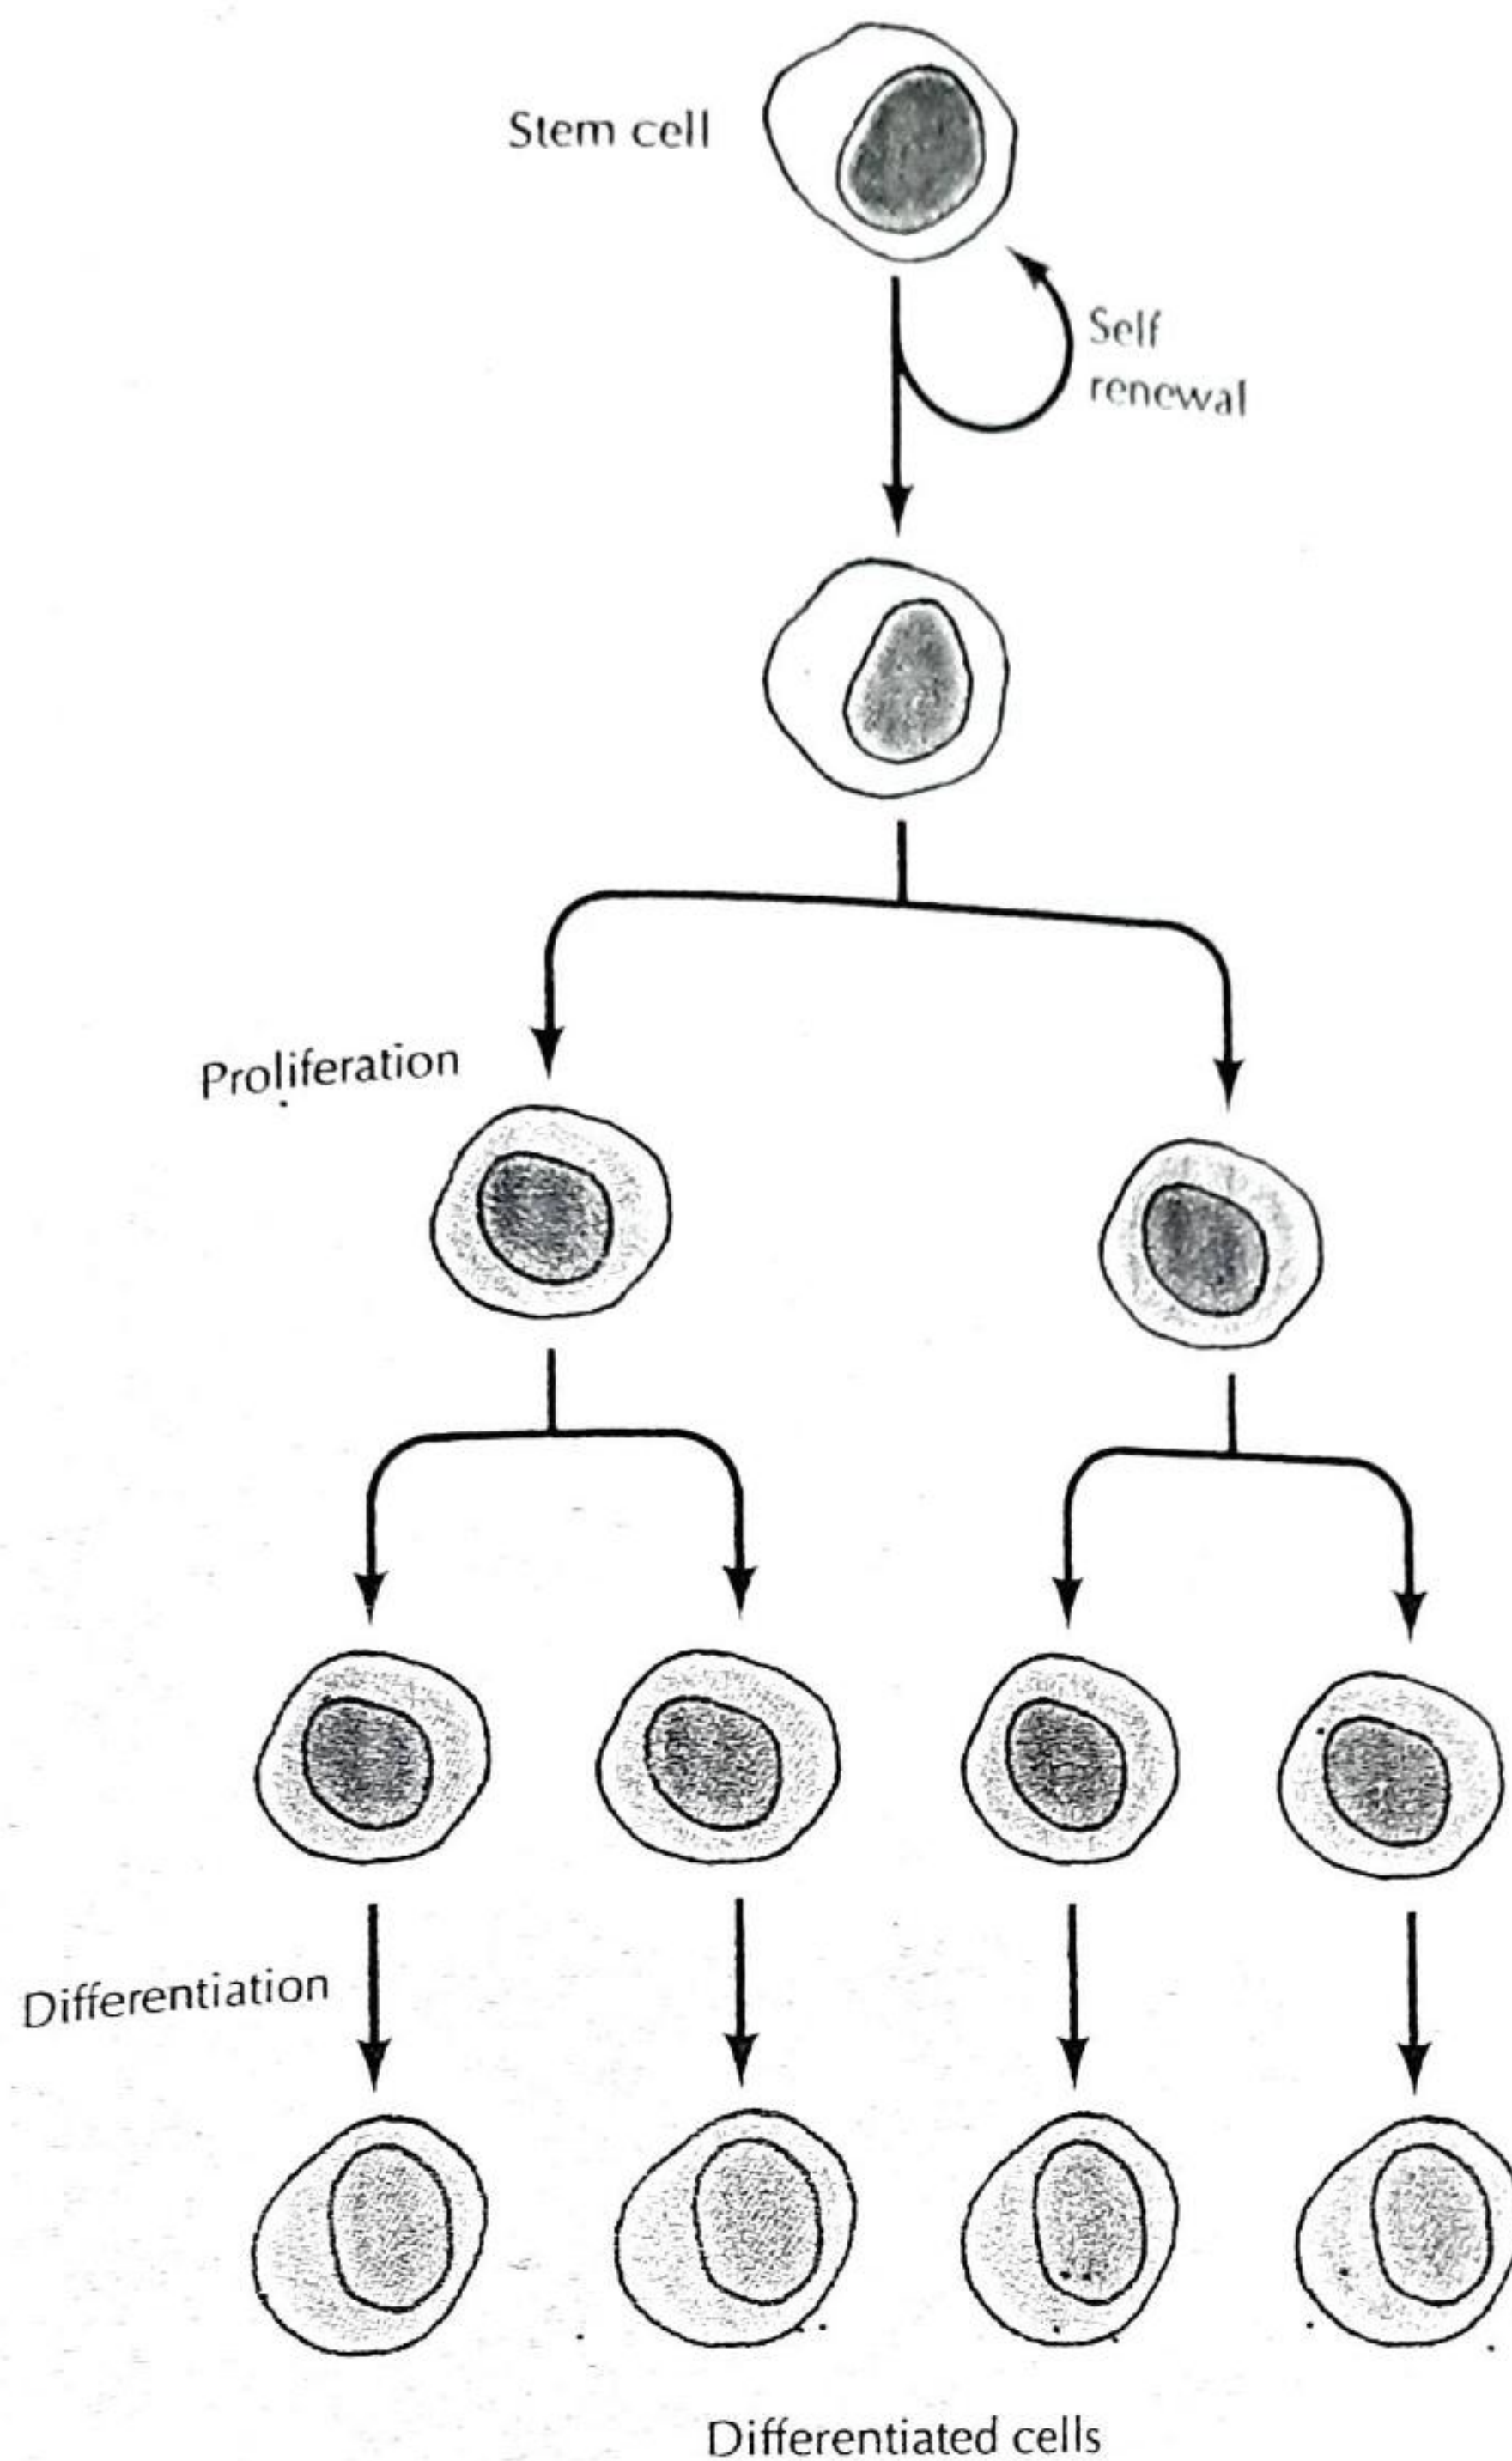 Stem cell
Self
renewal
Proliferation
Differentiation
Differentiated cells